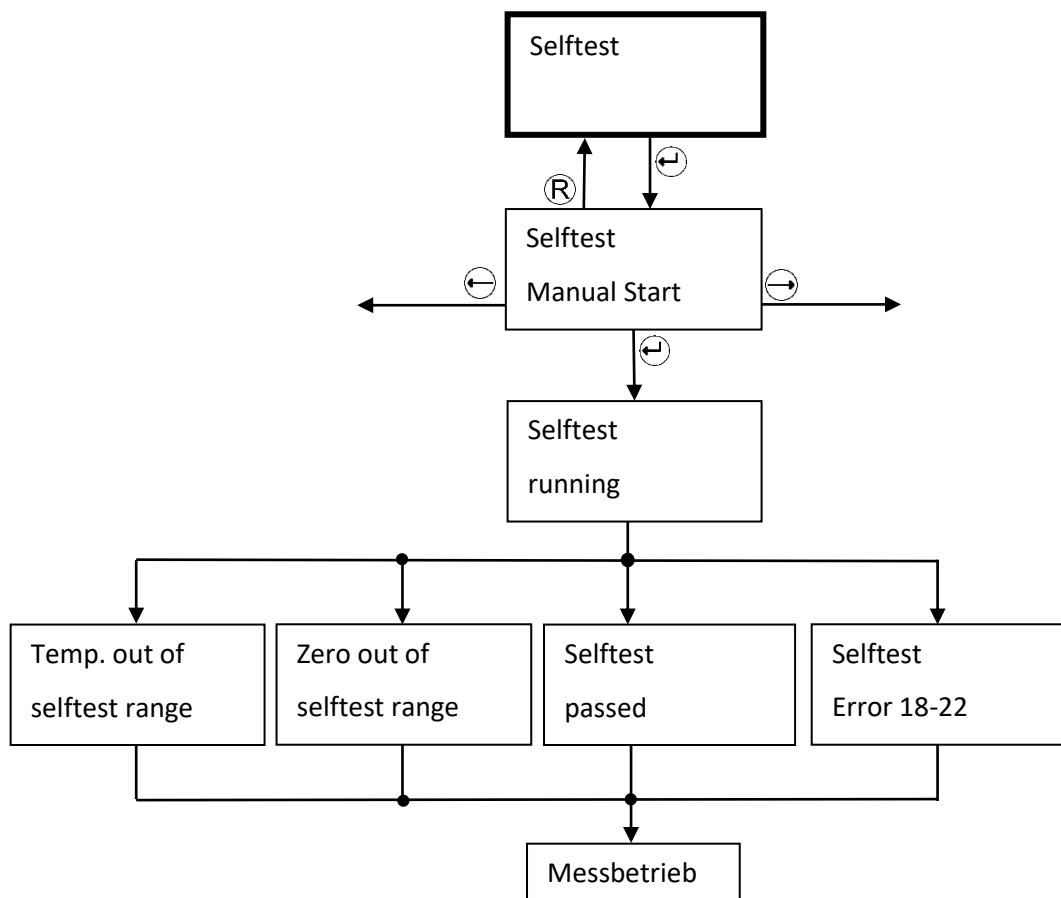 Selftest
R
Selftest
Manual Start
Selftest
running
Temp. out of
selftest range
Zero out of
selftest range
Selftest
passed
Selftest
Error 18-22
Messbetrieb